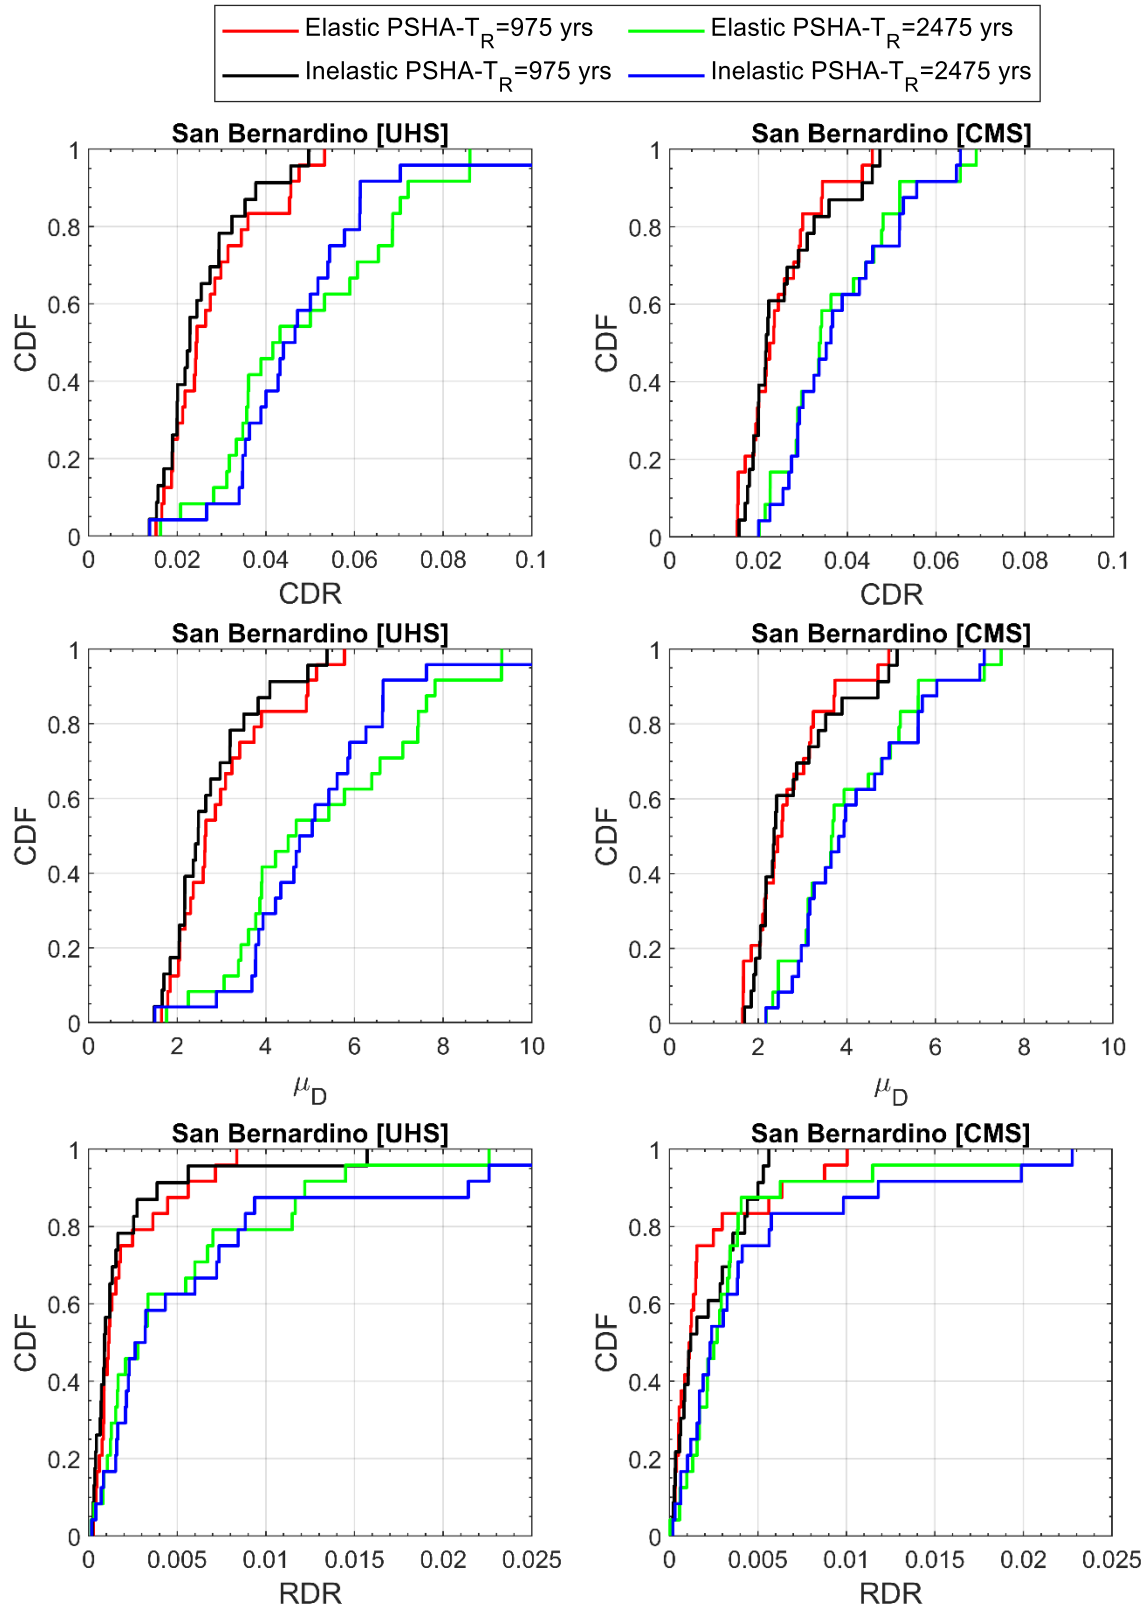 Elastic PSHA-T_R=975 yrs Elastic PSHA-T_R=2475 yrs
Inelastic PSHA-T_R=975 yrs Inelastic PSHA-T_R=2475 yrs
San Bernardino [UHS]
1
0.8
0.6
0.4
0.2
0
CDF
0 0.02 0.04 0.06 0.08 0.1
CDR
San Bernardino [CMS]
1
0.8
0.6
0.4
0.2
0
CDF
0 0.02 0.04 0.06 0.08 0.1
CDR
San Bernardino [UHS]
1
0.8
0.6
0.4
0.2
0
CDF
0 2 4 6 8 10
μ_D
San Bernardino [CMS]
1
0.8
0.6
0.4
0.2
0
CDF
0 2 4 6 8 10
μ_D
San Bernardino [UHS]
1
0.8
0.6
0.4
0.2
0
CDF
0 0.005 0.01 0.015 0.02 0.025
RDR
San Bernardino [CMS]
1
0.8
0.6
0.4
0.2
0
CDF
0 0.005 0.01 0.015 0.02 0.025
RDR